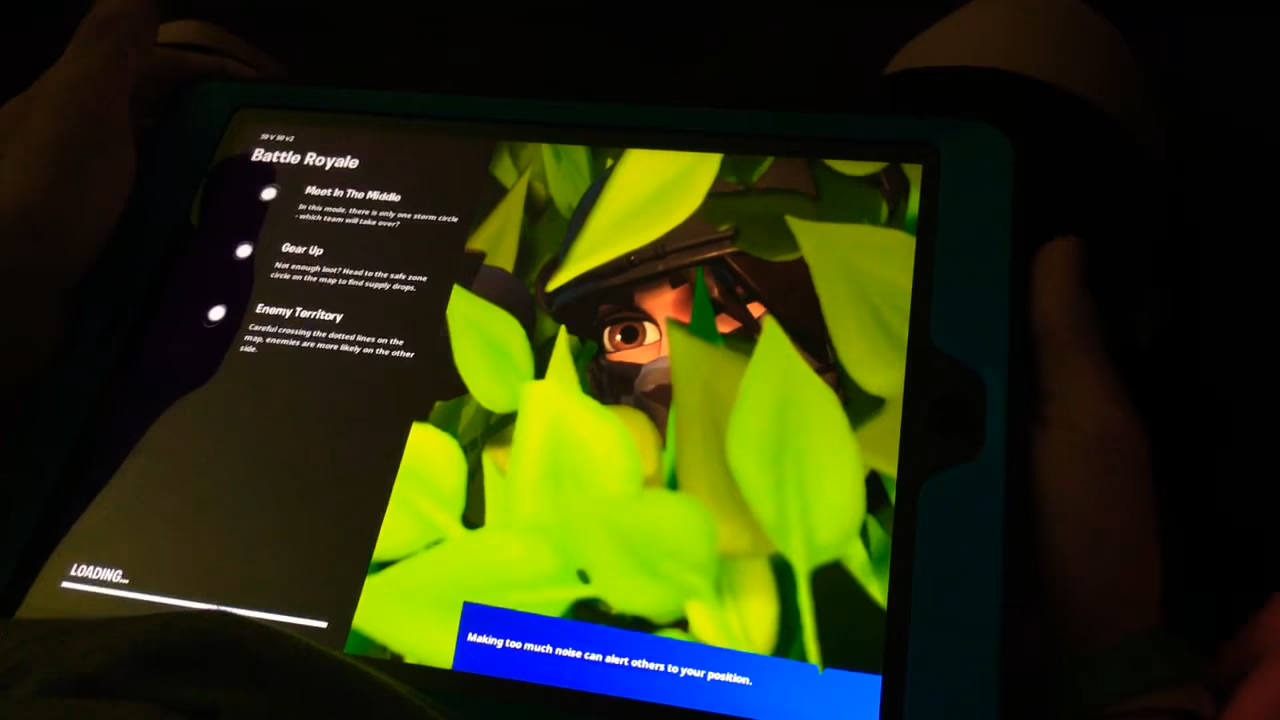 50 V 50 v2
Battle Royale
Meet In The Middle
In this mode, there is only one storm circle
- which team will take over?
Gear Up
Not enough loot? Head to the safe zone
circle on the map to find supply drops.
Enemy Territory
Careful crossing the dotted lines on the
map, enemies are more likely on the other
side.
LOADING...
Making too much noise can alert others to your position.